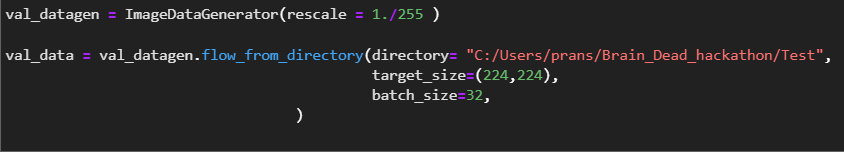 val_datagen = ImageDataGenerator(rescale = 1./255 )
val_data = val_datagen.flow_from_directory(directory= "C:/Users/prans/Brain_Dead_hackathon/Test",
target_size=(224,224),
batch_size=32,
)